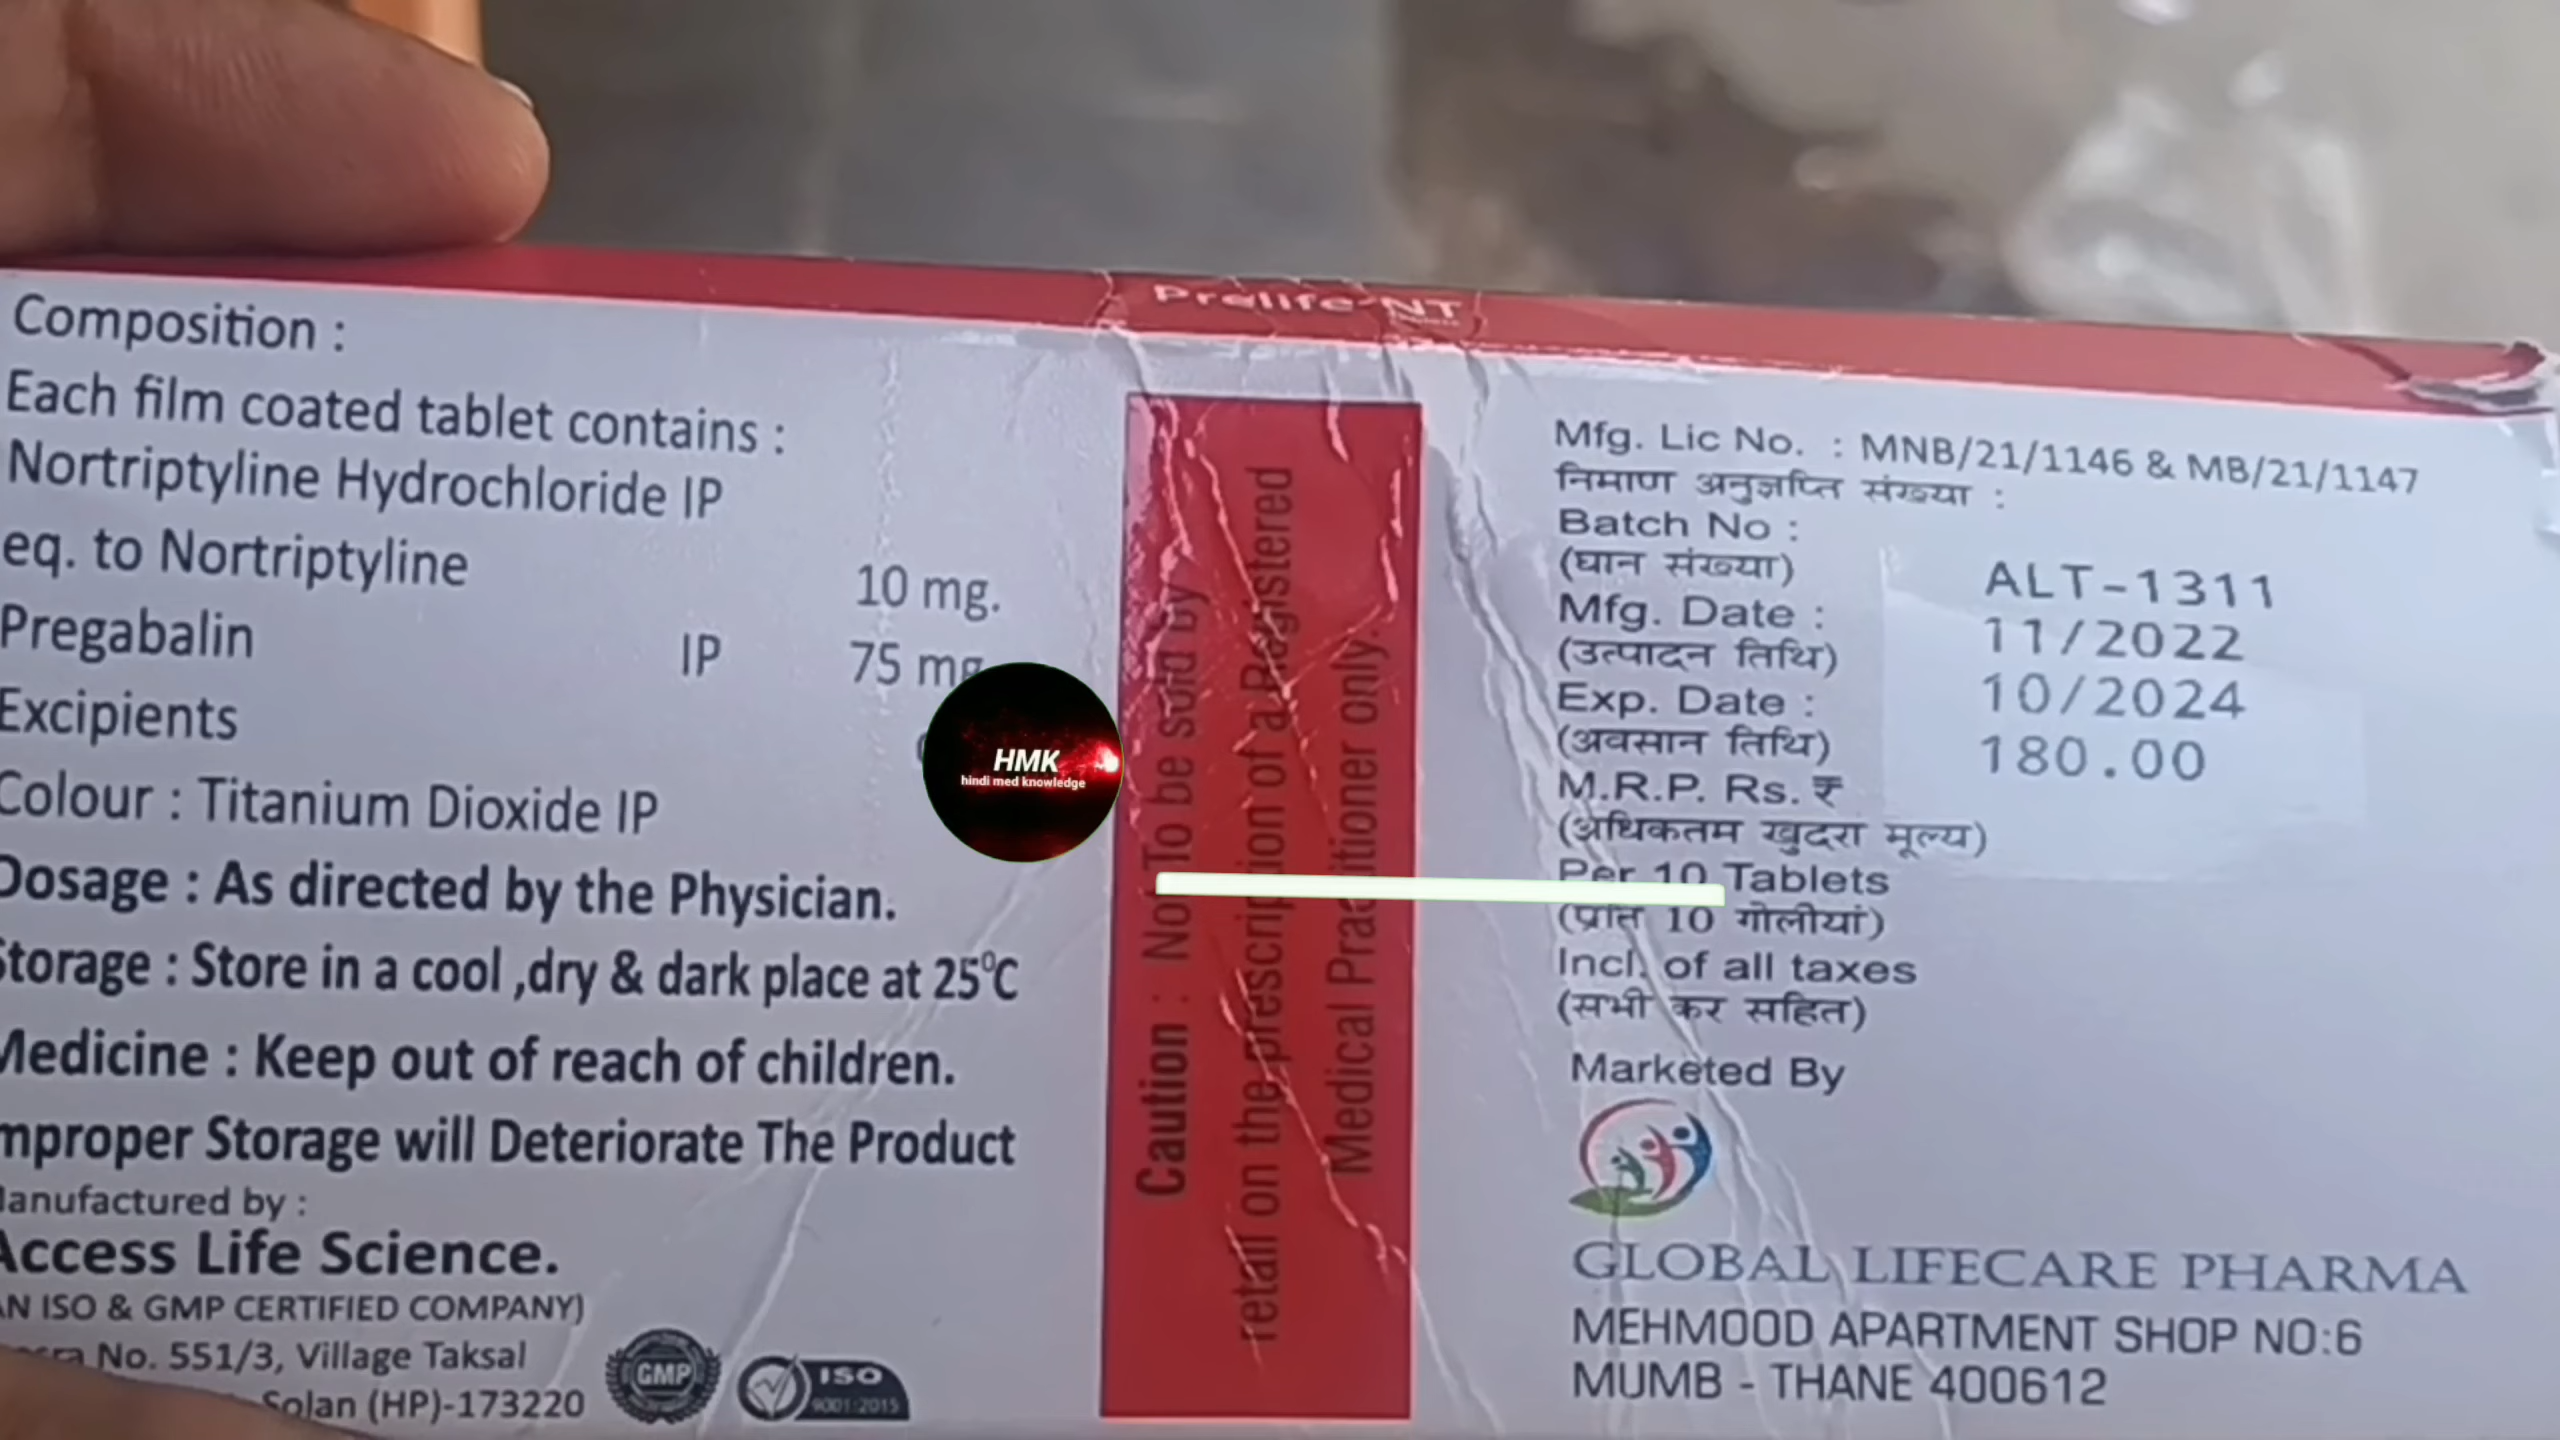 Prelife-NT
Composition :
Each film coated tablet contains :
Nortriptyline Hydrochloride IP
eq. to Nortriptyline 10 mg.
Pregabalin IP 75 mg
Excipients
Colour : Titanium Dioxide IP
Dosage : As directed by the Physician.
Storage : Store in a cool ,dry & dark place at 25°C
Medicine : Keep out of reach of children.
mproper Storage will Deteriorate The Product
anufactured by :
Access Life Science.
N ISO & GMP CERTIFIED COMPANY)
No. 551/3, Village Taksal
Solan (HP)-173220
GMP
ISO
9001:2015
HMK
hindi med knowledge
Caution : Not To be sold by
retail on the prescription of a Registered
Medical Practitioner only.
Mfg. Lic No. : MNB/21/1146 & MB/21/1147
निमाण अनुज्ञप्ति संख्या :
Batch No :
(घान संख्या) ALT-1311
Mfg. Date : 11/2022
(उत्पादन तिथि)
Exp. Date : 10/2024
(अवसान तिथि) 180.00
M.R.P. Rs. ₹
(अधिकतम खुदरा मूल्य)
Per 10 Tablets
(प्रति 10 गोलीयां)
Incl. of all taxes
(सभी कर सहित)
Marketed By
GLOBAL LIFECARE PHARMA
MEHMOOD APARTMENT SHOP NO:6
MUMB - THANE 400612